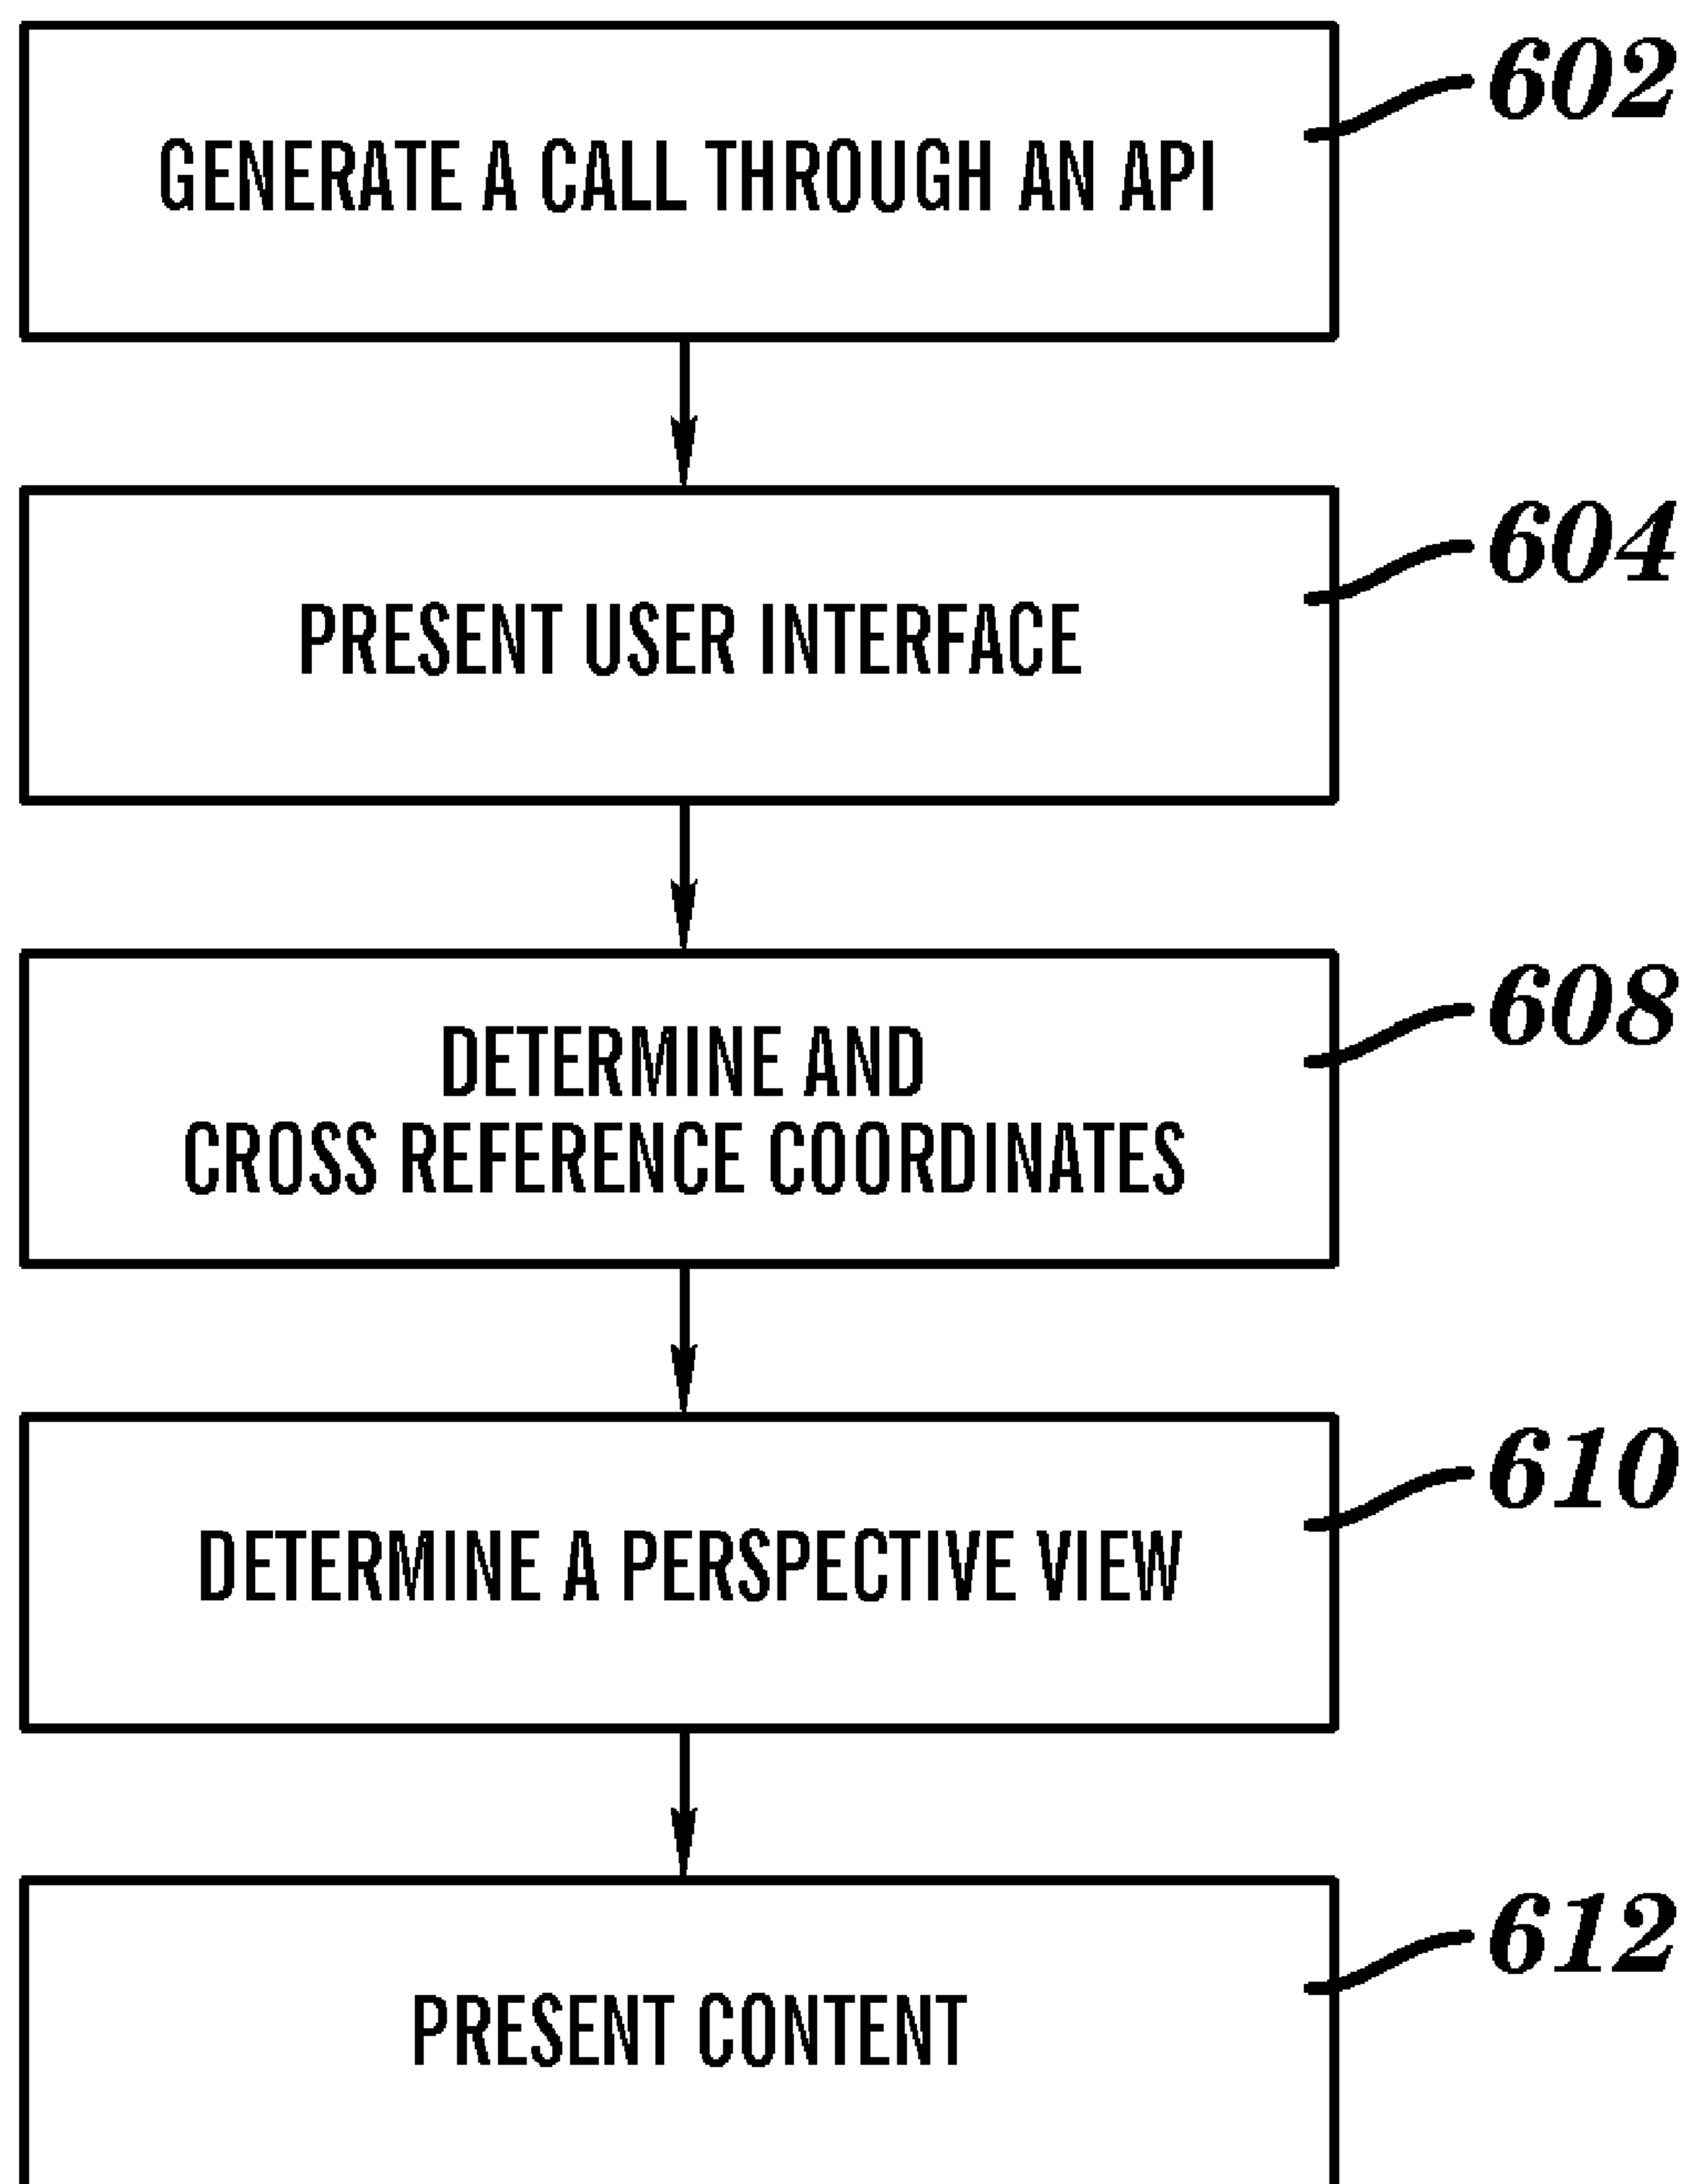 GENERATE A CALL THROUGH AN API
602
PRESENT USER INTERFACE
604
DETERMINE AND
CROSS REFERENCE COORDINATES
608
DETERMINE A PERSPECTIVE VIEW
610
PRESENT CONTENT
612